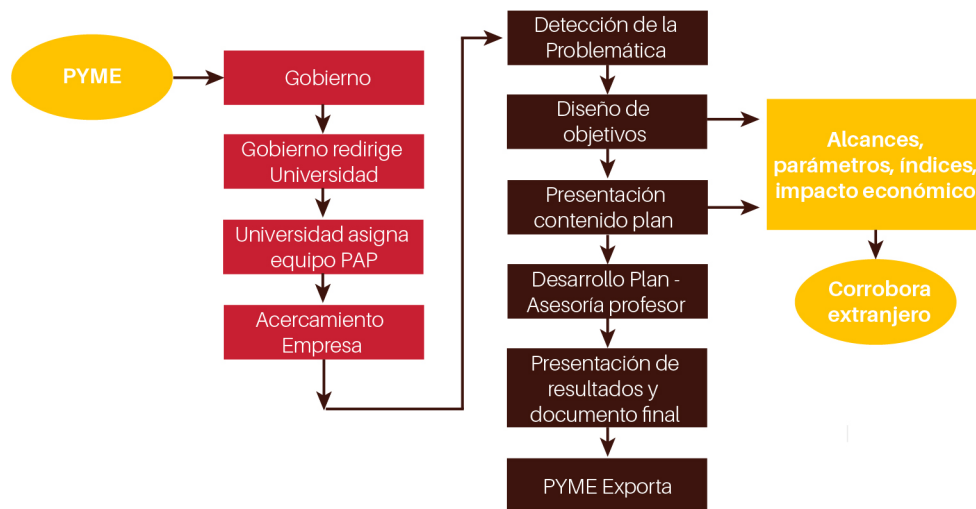 PYME
Gobierno
Gobierno redirige
Universidad
Universidad asigna
equipo PAP
Acercamiento
Empresa
Detección de la
Problemática
Diseño de
objetivos
Presentación
contenido plan
Desarrollo Plan -
Asesoría profesor
Presentación de
resultados y
documento final
PYME Exporta
Alcances,
parámetros, índices,
impacto económico
Corrobora
extranjero